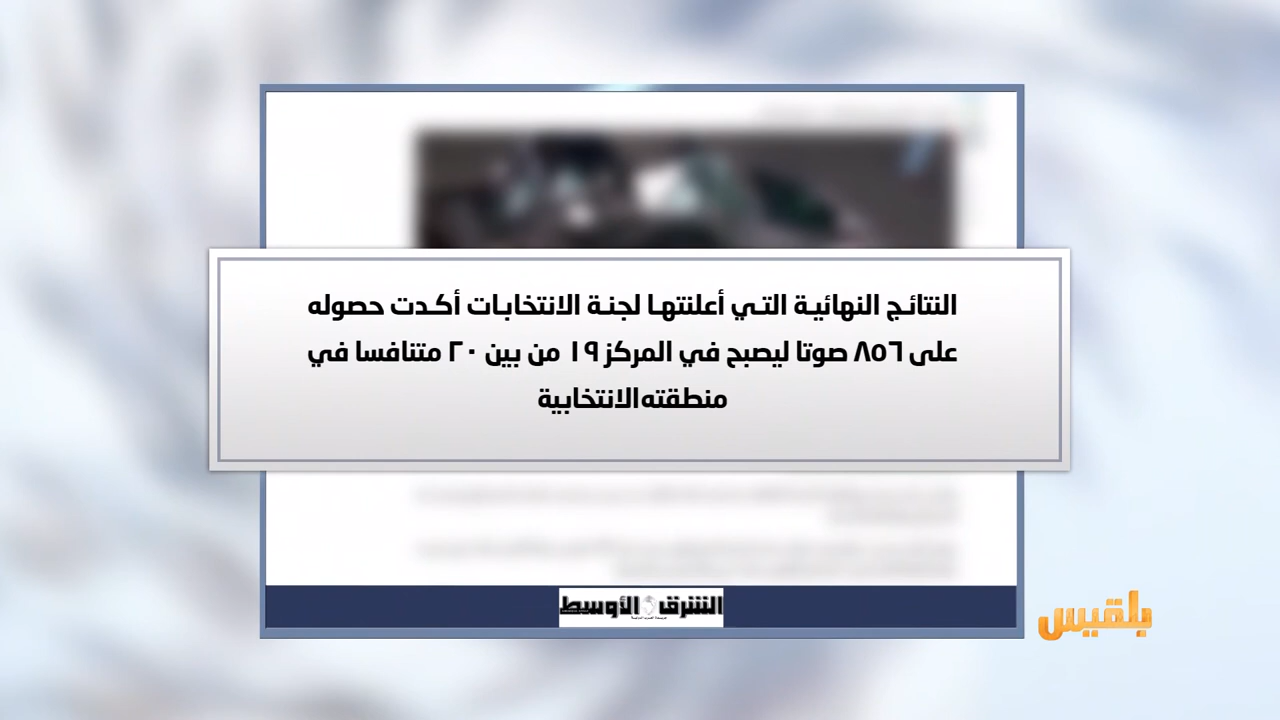 النتائج النهائية التي أعلنتها لجنة الانتخابات أكدت حصوله
على ٨٥٦ صوتا ليصبح في المركز ١٩ من بين ٢٠ متنافسا في
منطقته الانتخابية
الشرق الأوسط
بلقيس